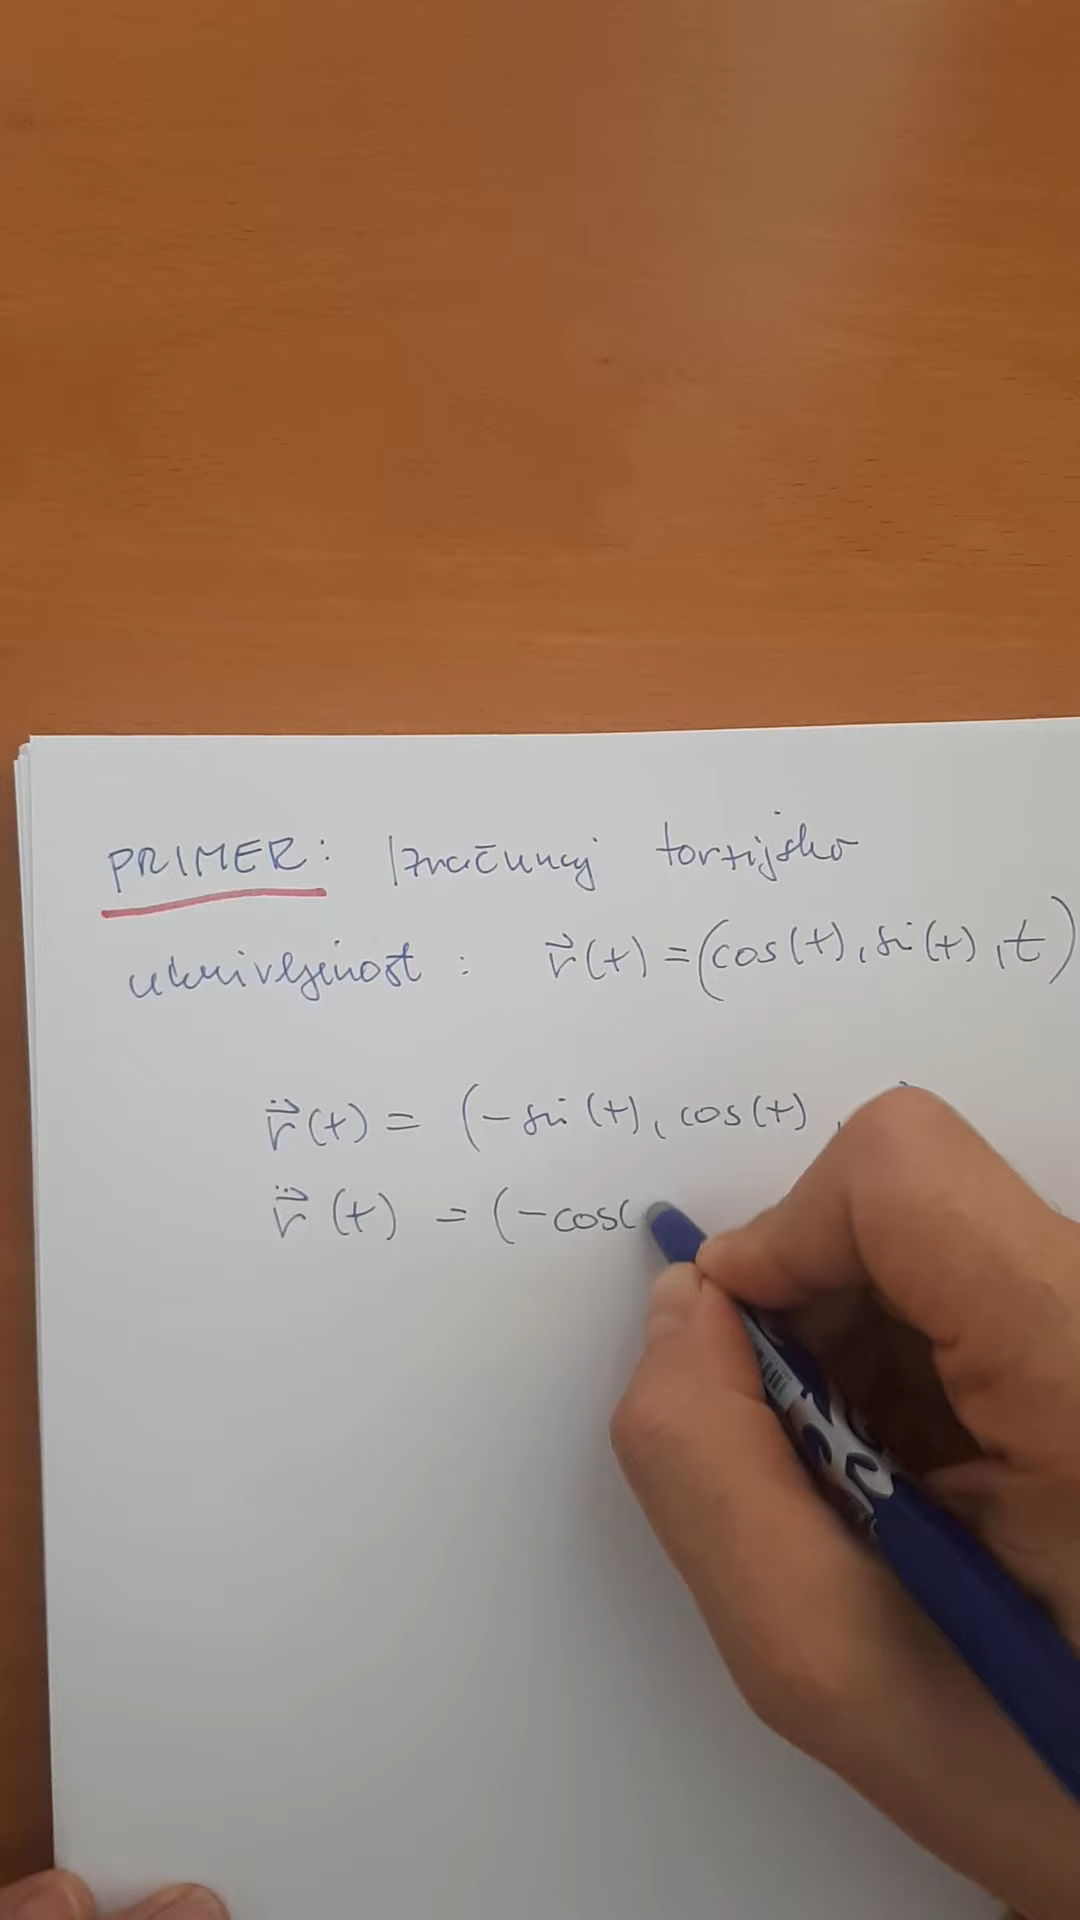 PRIMER: Izračunaj torzijsko
ukrivljenost : r⃗(t) = (cos(t), sin(t), t)
ṙ⃗(t) = (-sin(t), cos(t),
r̈⃗(t) = (-cos(